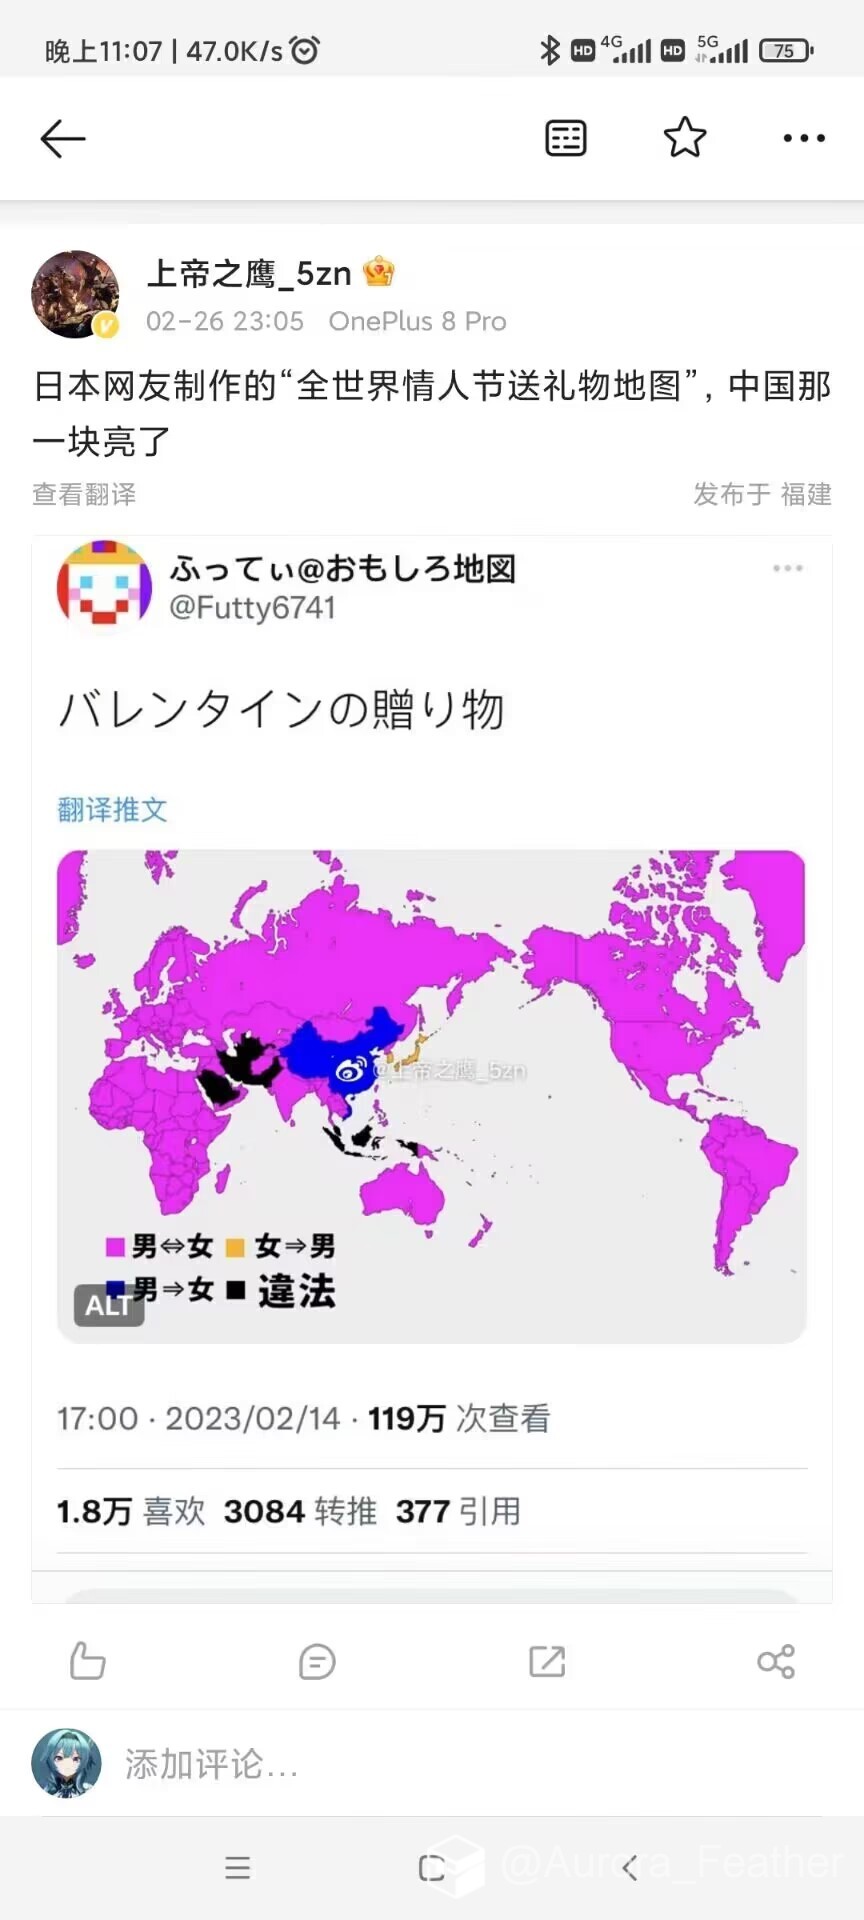 晚上11:07 | 47.0K/s
HD 4G HD 5G 75
上帝之鹰_5zn
02-26 23:05 OnePlus 8 Pro
日本网友制作的“全世界情人节送礼物地图”，中国那
一块亮了
查看翻译 发布于 福建
ふってぃ@おもしろ地図
@Futty6741
バレンタインの贈り物
翻译推文
@上帝之鹰_5zn
男⇔女 女⇒男
男⇒女 違法
ALT
17:00 · 2023/02/14 · 119万 次查看
1.8万 喜欢 3084 转推 377 引用
添加评论...
@Aurora_Feather